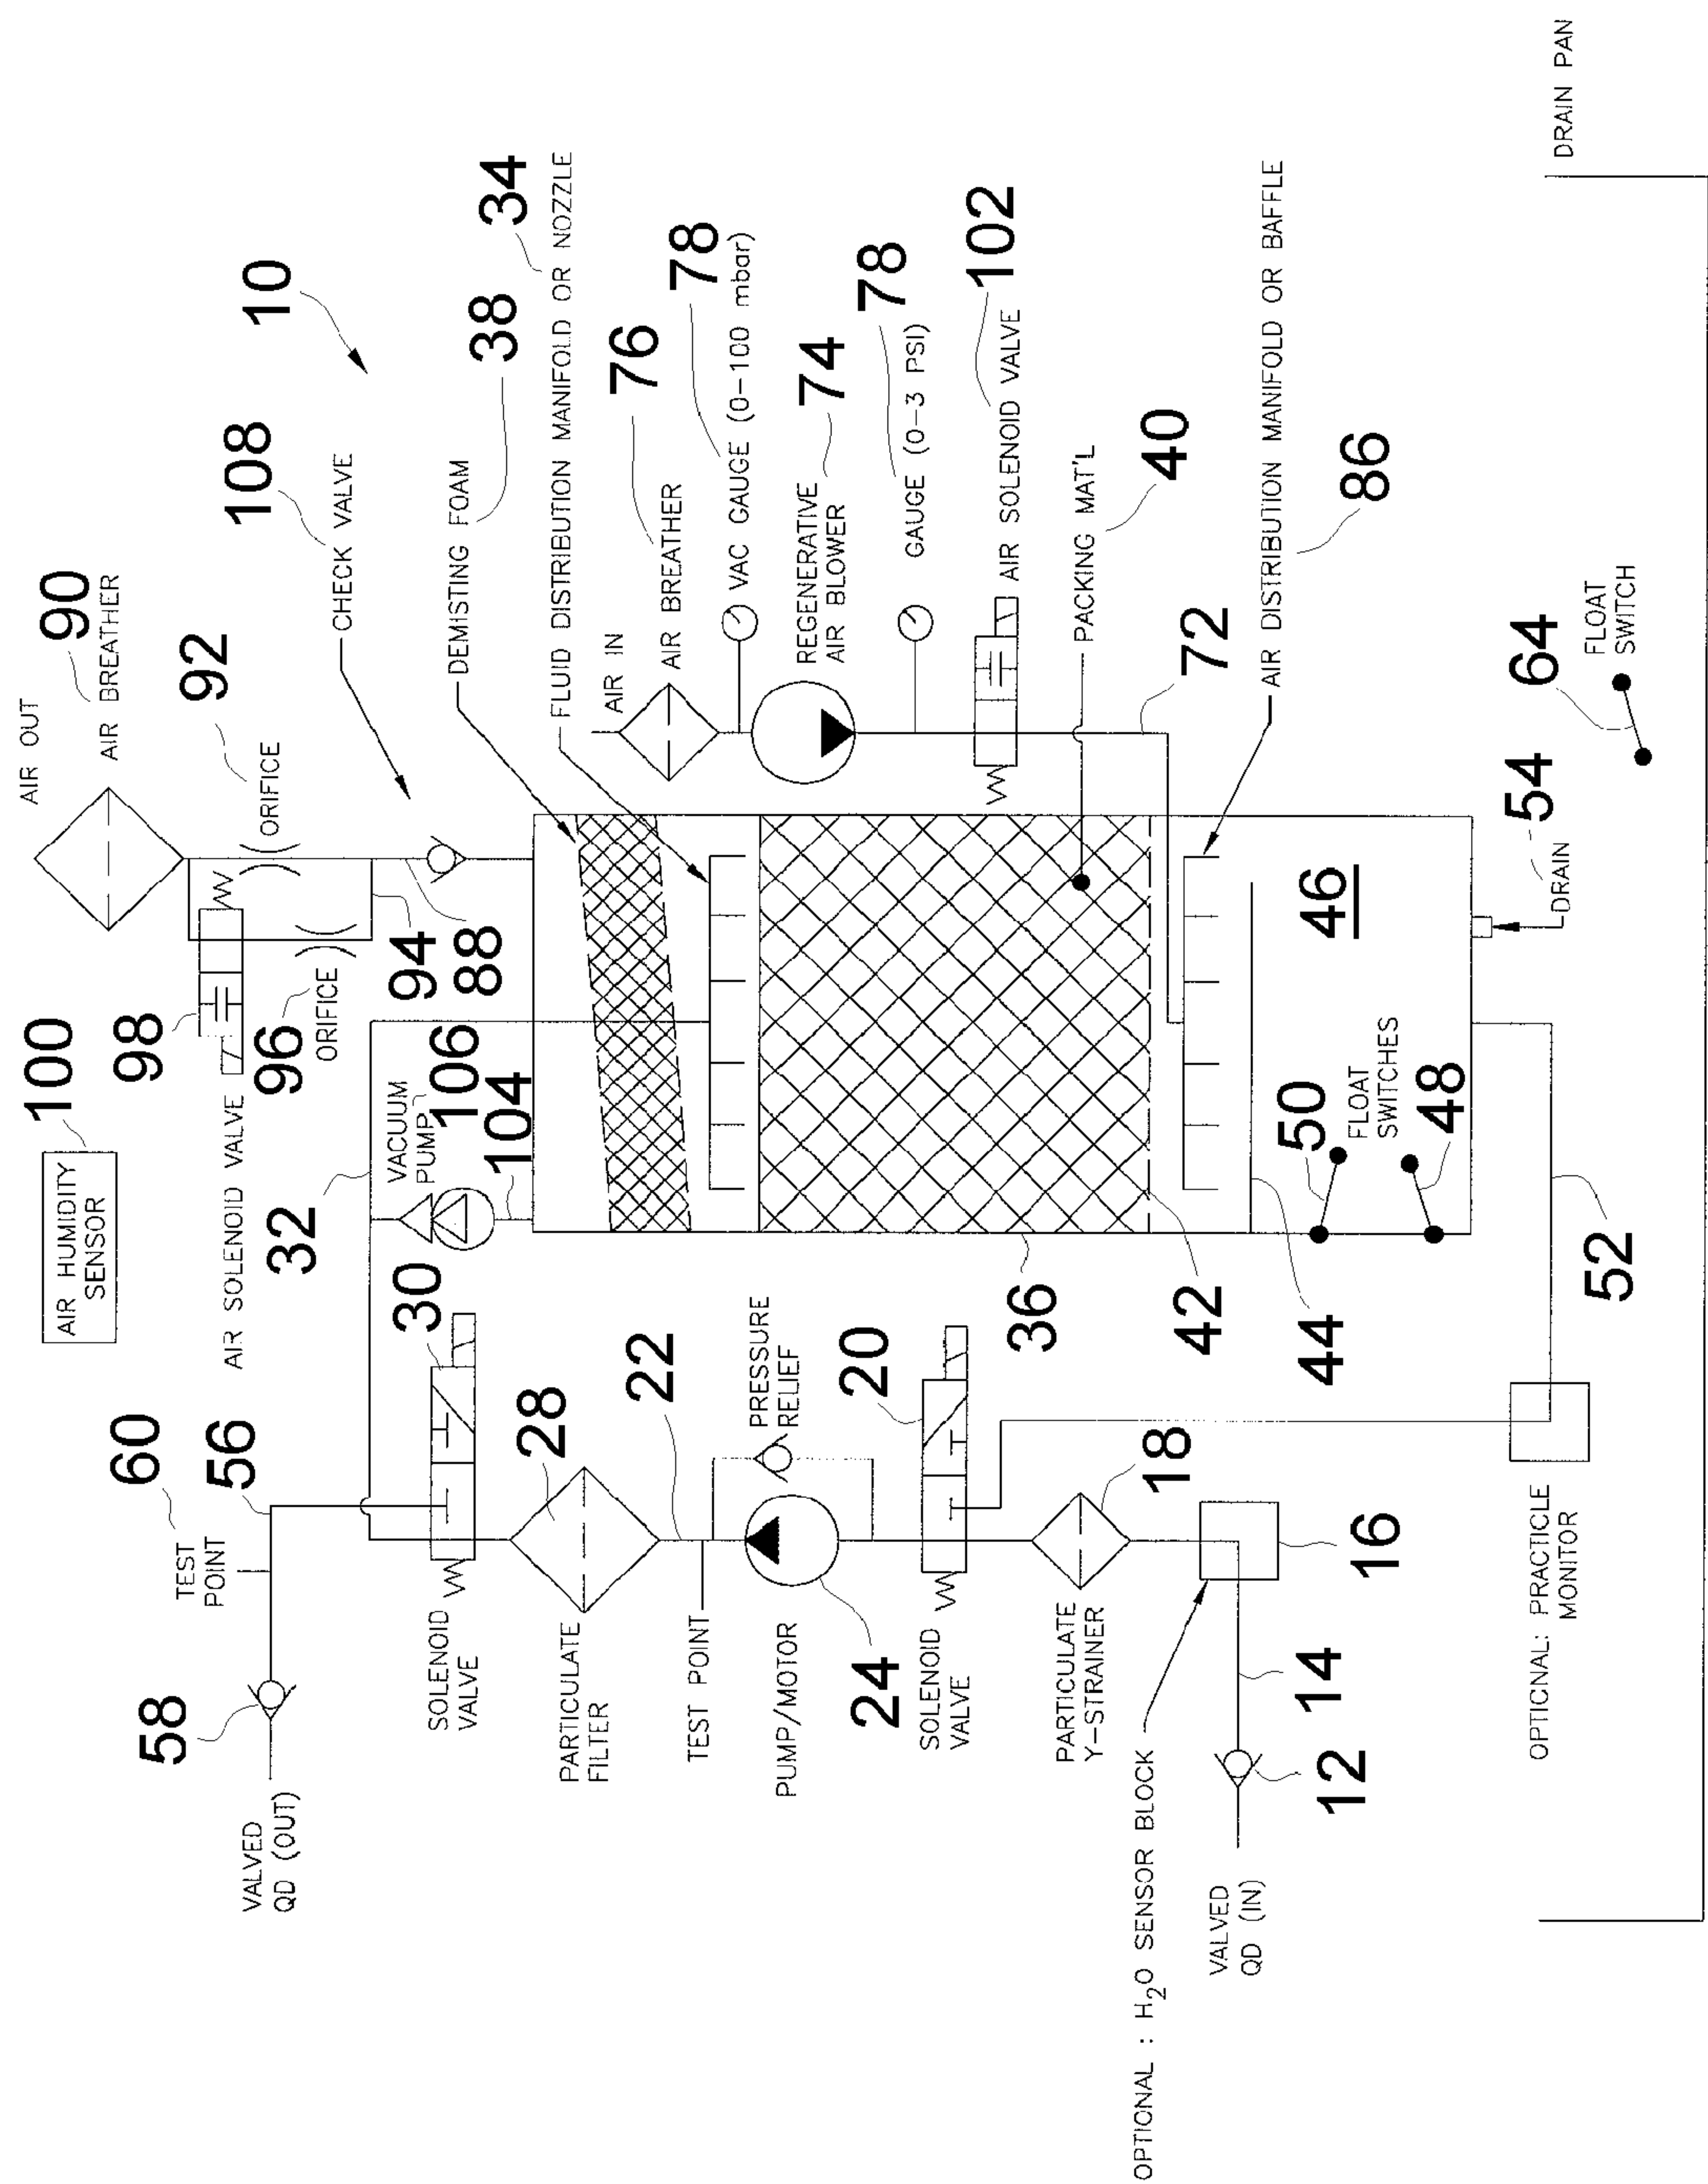 100
AIR HUMIDITY
SENSOR
60
TEST
POINT
56
58
VALVED
QD (OUT)
AIR SOLENOID VALVE
98
96
ORIFICE
AIR OUT
90
AIR BREATHER
92
ORIFICE
94
88
108
CHECK VALVE
10
32
VACUUM
PUMP
106
104
30
SOLENOID
VALVE
28
PARTICULATE
FILTER
22
TEST POINT
PRESSURE
RELIEF
PUMP/MOTOR
24
20
SOLENOID
VALVE
18
PARTICULATE
Y-STRAINER
OPTIONAL : H₂O SENSOR BLOCK
16
14
12
VALVED
QD (IN)
DEMISTING FOAM
38
FLUID DISTRIBUTION MANIFOLD OR NOZZLE
34
AIR IN
76
AIR BREATHER
78
VAC GAUGE (0-100 mbar)
REGENERATIVE
AIR BLOWER
74
78
GAUGE (0-3 PSI)
AIR SOLENOID VALVE
102
PACKING MAT'L
40
72
AIR DISTRIBUTION MANIFOLD OR BAFFLE
86
36
42
44
46
50
FLOAT
SWITCHES
48
DRAIN
54
64
FLOAT
SWITCH
52
OPTICNAL: PRACTICLE
MONITOR
DRAIN PAN